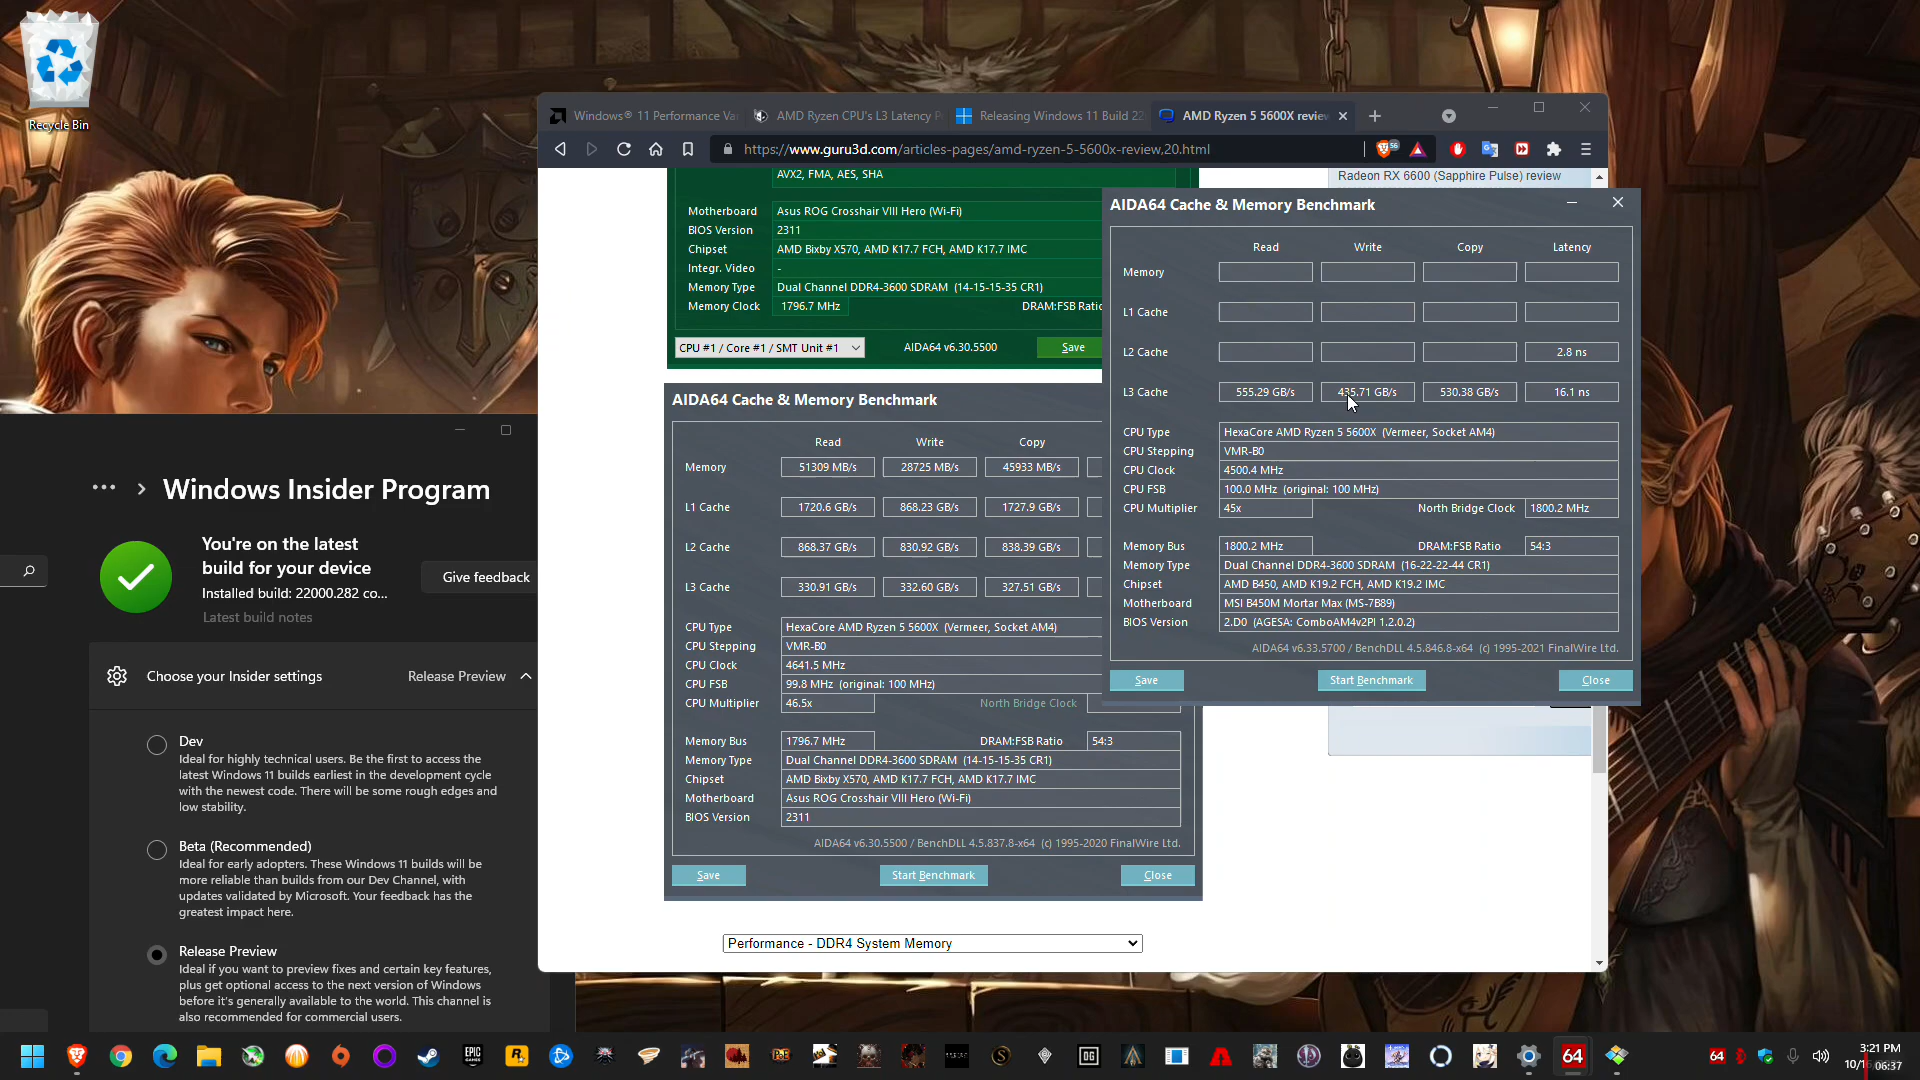 Recycle Bin
Windows® 11 Performance Va
AMD Ryzen CPU's L3 Latency P
Releasing Windows 11 Build 22
AMD Ryzen 5 5600X revie
https://www.guru3d.com/articles-pages/amd-ryzen-5-5600x-review,20.html
56
AVX2, FMA, AES, SHA
Motherboard Asus ROG Crosshair VIII Hero (Wi-Fi)
BIOS Version 2311
Chipset AMD Bixby X570, AMD K17.7 FCH, AMD K17.7 IMC
Integr. Video -
Memory Type Dual Channel DDR4-3600 SDRAM (14-15-15-35 CR1)
Memory Clock 1796.7 MHz DRAM:FSB Ratio
CPU #1 / Core #1 / SMT Unit #1 AIDA64 v6.30.5500 Save
Radeon RX 6600 (Sapphire Pulse) review
AIDA64 Cache & Memory Benchmark
Read Write Copy
Memory 51309 MB/s 28725 MB/s 45933 MB/s
L1 Cache 1720.6 GB/s 868.23 GB/s 1727.9 GB/s
L2 Cache 868.37 GB/s 830.92 GB/s 838.39 GB/s
L3 Cache 330.91 GB/s 332.60 GB/s 327.51 GB/s
CPU Type HexaCore AMD Ryzen 5 5600X (Vermeer, Socket AM4)
CPU Stepping VMR-B0
CPU Clock 4641.5 MHz
CPU FSB 99.8 MHz (original: 100 MHz)
CPU Multiplier 46.5x North Bridge Clock
Memory Bus 1796.7 MHz DRAM:FSB Ratio 54:3
Memory Type Dual Channel DDR4-3600 SDRAM (14-15-15-35 CR1)
Chipset AMD Bixby X570, AMD K17.7 FCH, AMD K17.7 IMC
Motherboard Asus ROG Crosshair VIII Hero (Wi-Fi)
BIOS Version 2311
AIDA64 v6.30.5500 / BenchDLL 4.5.837.8-x64 (c) 1995-2020 FinalWire Ltd.
Save Start Benchmark Close
Performance - DDR4 System Memory
AIDA64 Cache & Memory Benchmark
Read Write Copy Latency
Memory
L1 Cache
L2 Cache 2.8 ns
L3 Cache 555.29 GB/s 435.71 GB/s 530.38 GB/s 16.1 ns
CPU Type HexaCore AMD Ryzen 5 5600X (Vermeer, Socket AM4)
CPU Stepping VMR-B0
CPU Clock 4500.4 MHz
CPU FSB 100.0 MHz (original: 100 MHz)
CPU Multiplier 45x North Bridge Clock 1800.2 MHz
Memory Bus 1800.2 MHz DRAM:FSB Ratio 54:3
Memory Type Dual Channel DDR4-3600 SDRAM (16-22-22-44 CR1)
Chipset AMD B450, AMD K19.2 FCH, AMD K19.2 IMC
Motherboard MSI B450M Mortar Max (MS-7B89)
BIOS Version 2.D0 (AGESA: ComboAM4v2PI 1.2.0.2)
AIDA64 v6.33.5700 / BenchDLL 4.5.846.8-x64 (c) 1995-2021 FinalWire Ltd.
Save Start Benchmark Close
Windows Insider Program
You're on the latest
build for your device
Installed build: 22000.282 co...
Latest build notes
Give feedback
Choose your Insider settings Release Preview
Dev
Ideal for highly technical users. Be the first to access the
latest Windows 11 builds earliest in the development cycle
with the newest code. There will be some rough edges and
low stability.
Beta (Recommended)
Ideal for early adopters. These Windows 11 builds will be
more reliable than builds from our Dev Channel, with
updates validated by Microsoft. Your feedback has the
greatest impact here.
Release Preview
Ideal if you want to preview fixes and certain key features,
plus get optional access to the next version of Windows
before it's generally available to the world. This channel is
also recommended for commercial users.
EPIC
R
OG
64
64
3:21 PM
06:37